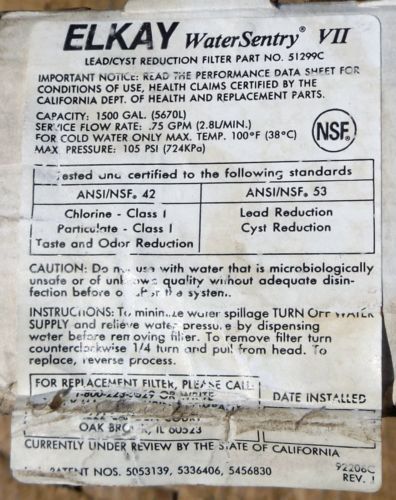 ELKAY WaterSentry® VII
LEAD/CYST REDUCTION FILTER PART NO. 51299C
IMPORTANT NOTICE: READ THE PERFORMANCE DATA SHEET FOR
CONDITIONS OF USE, HEALTH CLAIMS CERTIFIED BY THE
CALIFORNIA DEPT. OF HEALTH AND REPLACEMENT PARTS.
CAPACITY: 1500 GAL. (5670L)
SERVICE FLOW RATE: .75 GPM (2.8L/MIN.)
FOR COLD WATER ONLY MAX. TEMP. 100°F (38°C)
MAX. PRESSURE: 105 PSI (724KPa)
NSF®
Tested and certified to the following standards
ANSI/NSF® 42 ANSI/NSF® 53
Chlorine - Class I Lead Reduction
Particulate - Class I Cyst Reduction
Taste and Odor Reduction
CAUTION: Do not use with water that is microbiologically
unsafe or of unknown quality without adequate disin-
fection before or after the system.
INSTRUCTIONS: To minimize water spillage TURN OFF WATER
SUPPLY and relieve water pressure by dispensing
water before removing filter. To remove filter turn
counterclockwise 1/4 turn and pull from head. To
replace, reverse process.
FOR REPLACEMENT FILTER, PLEASE CALL: DATE INSTALLED
OR WRITE
OAK BROOK, IL 60523
CURRENTLY UNDER REVIEW BY THE STATE OF CALIFORNIA
PATENT NOS. 5053139, 5336406, 5456830
92206C
REV. 1